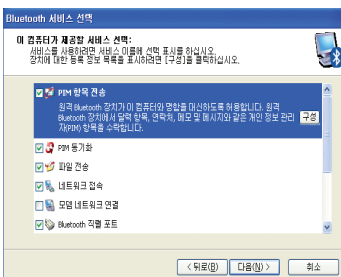 Bluetooth 서비스 선택
이 컴퓨터가 제공할 서비스 선택:
서비스를 사용하려면 서비스 이름에 선택 표시를 하십시오.
장치에 대한 등록 정보 목록을 표시하려면 [구성]을 클릭하십시오.
PIM 항목 전송
원격 Bluetooth 장치가 이 컴퓨터와 명함을 대신하도록 허용합니다. 원격
Bluetooth 장치에서 달력 항목, 연락처, 메모 및 메시지와 같은 개인 정보 관리
자(PIM) 항목을 수락합니다.
구성
PIM 동기화
파일 전송
네트워크 접속
모뎀 네트워크 연결
Bluetooth 직렬 포트
< 뒤로(B)
다음(N) >
취소